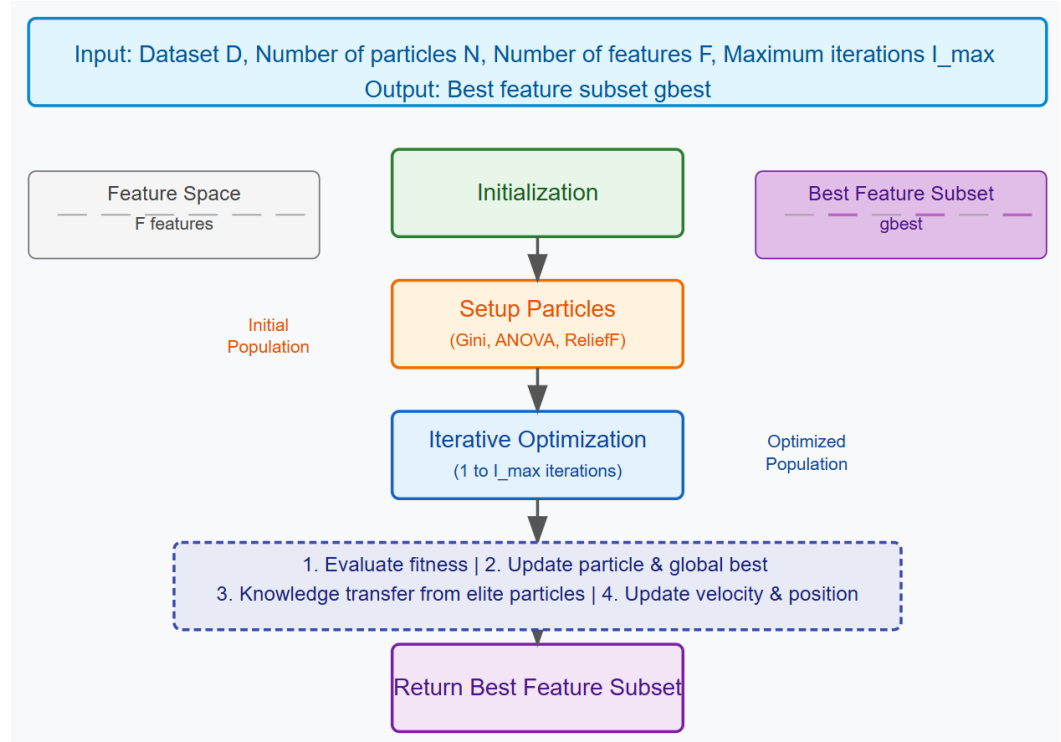 Input: Dataset D, Number of particles N, Number of features F, Maximum iterations I_max
Output: Best feature subset gbest
Initialization
Feature Space
F features
Best Feature Subset
gbest
Setup Particles
(Gini, ANOVA, ReliefF)
Initial
Population
Iterative Optimization
(1 to I_max iterations)
Optimized
Population
1. Evaluate fitness | 2. Update particle & global best
3. Knowledge transfer from elite particles | 4. Update velocity & position
Return Best Feature Subset